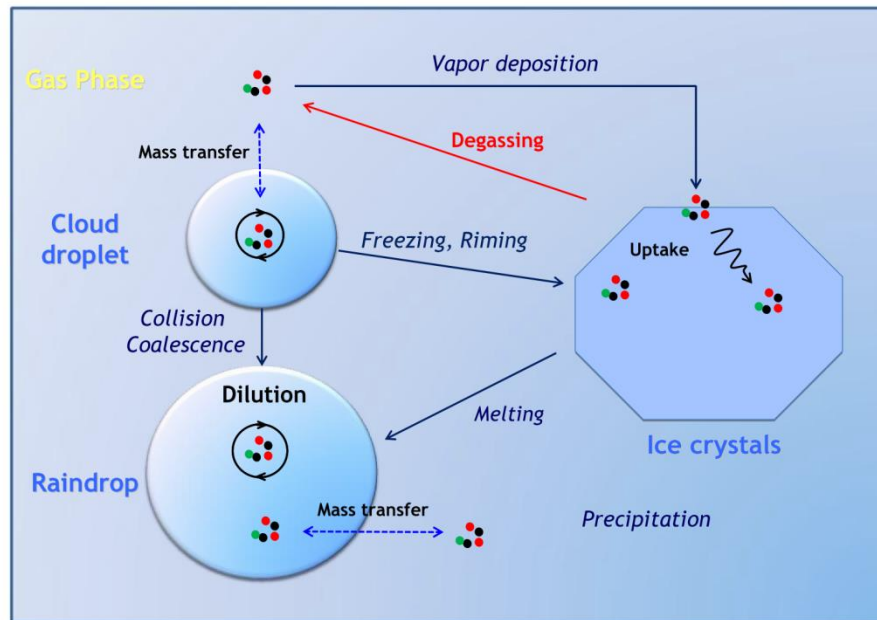 Vapor deposition
Gas Phase
Degassing
Mass transfer
Cloud
droplet
Freezing, Riming
Uptake
Collision
Coalescence
Dilution
Melting
Ice crystals
Raindrop
Mass transfer
Precipitation